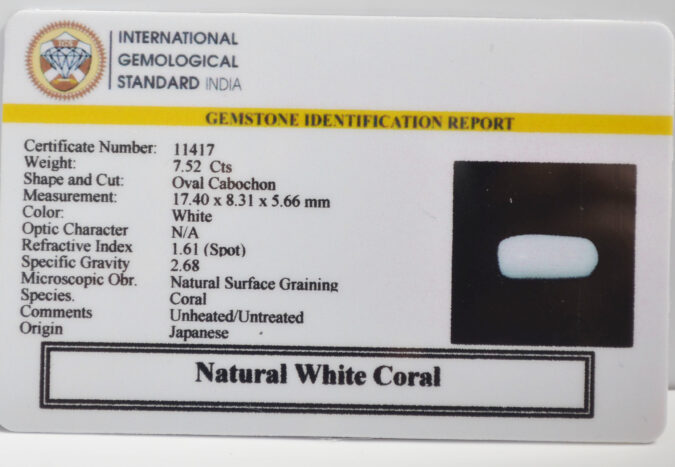 INTERNATIONAL
GEMOLOGICAL
STANDARD INDIA
GEMSTONE IDENTIFICATION REPORT
Certificate Number: 11417
Weight: 7.52 Cts
Shape and Cut: Oval Cabochon
Measurement: 17.40 x 8.31 x 5.66 mm
Color: White
Optic Character N/A
Refractive Index 1.61 (Spot)
Specific Gravity 2.68
Microscopic Obr. Natural Surface Graining
Species. Coral
Comments Unheated/Untreated
Origin Japanese
Natural White Coral